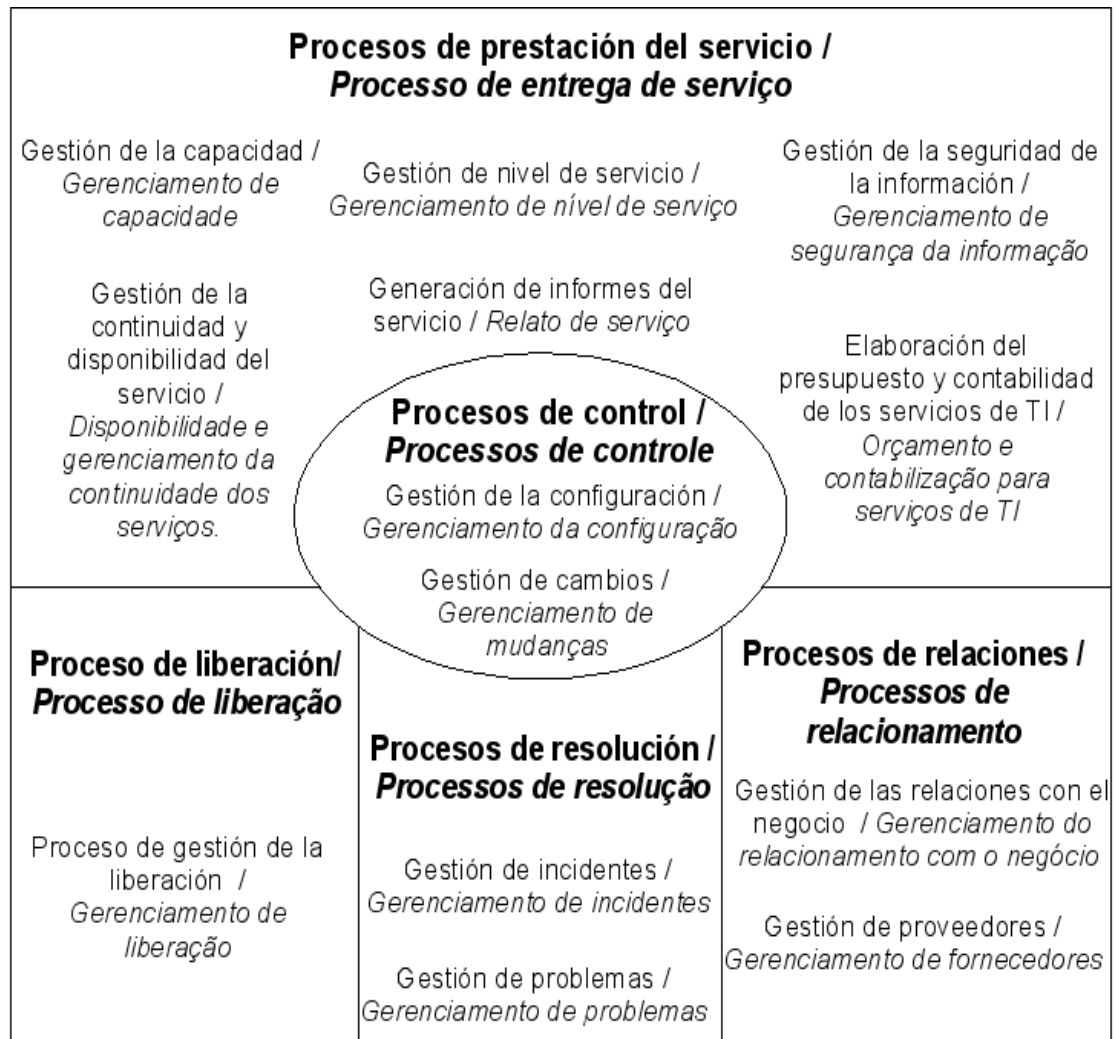 Procesos de prestación del servicio /
Processo de entrega de serviço
Gestión de la capacidad /
Gerenciamento de
capacidade
Gestión de nivel de servicio /
Gerenciamento de nível de serviço
Gestión de la seguridad de
la información /
Gerenciamento de
segurança da informação
Gestión de la
continuidad y
disponibilidad del
servicio /
Disponibilidade e
gerenciamento da
continuidade dos
serviços.
Generación de informes del
servicio / Relato de serviço
Elaboración del
presupuesto y contabilidad
de los servicios de TI /
Orçamento e
contabilização para
serviços de TI
Procesos de control /
Processos de controle
Gestión de la configuración /
Gerenciamento da configuração
Gestión de cambios /
Gerenciamento de
mudanças
Proceso de liberación/
Processo de liberação
Proceso de gestión de la
liberación /
Gerenciamento de
liberação
Procesos de resolución /
Processos de resolução
Gestión de incidentes /
Gerenciamento de incidentes
Gestión de problemas /
Gerenciamento de problemas
Procesos de relaciones /
Processos de
relacionamento
Gestión de las relaciones con el
negocio / Gerenciamento do
relacionamento com o negócio
Gestión de proveedores /
Gerenciamento de fornecedores